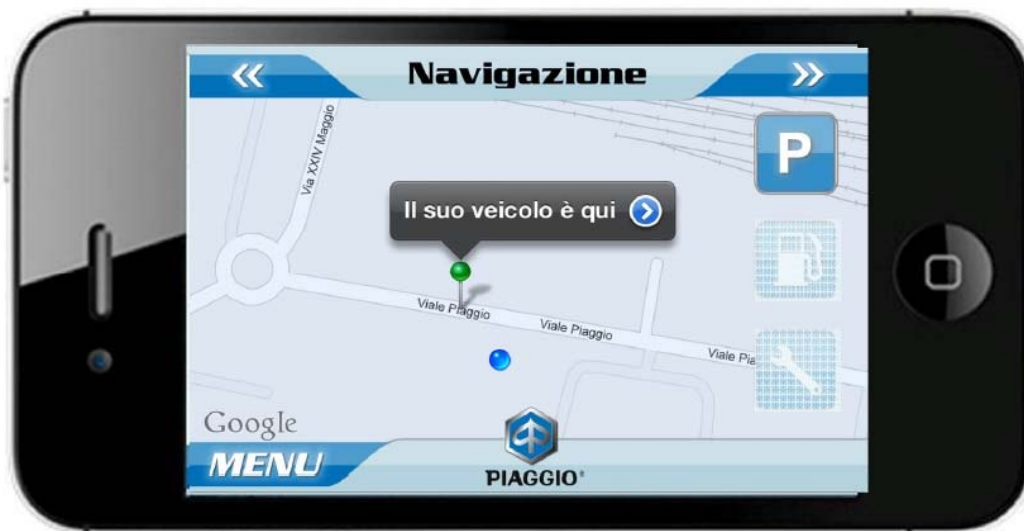 «
Navigazione
»
Via XXIV Maggio
P
Il suo veicolo è qui
Viale Piaggio
Viale Piaggio
Viale Pia
Google
MENU
PIAGGIO®